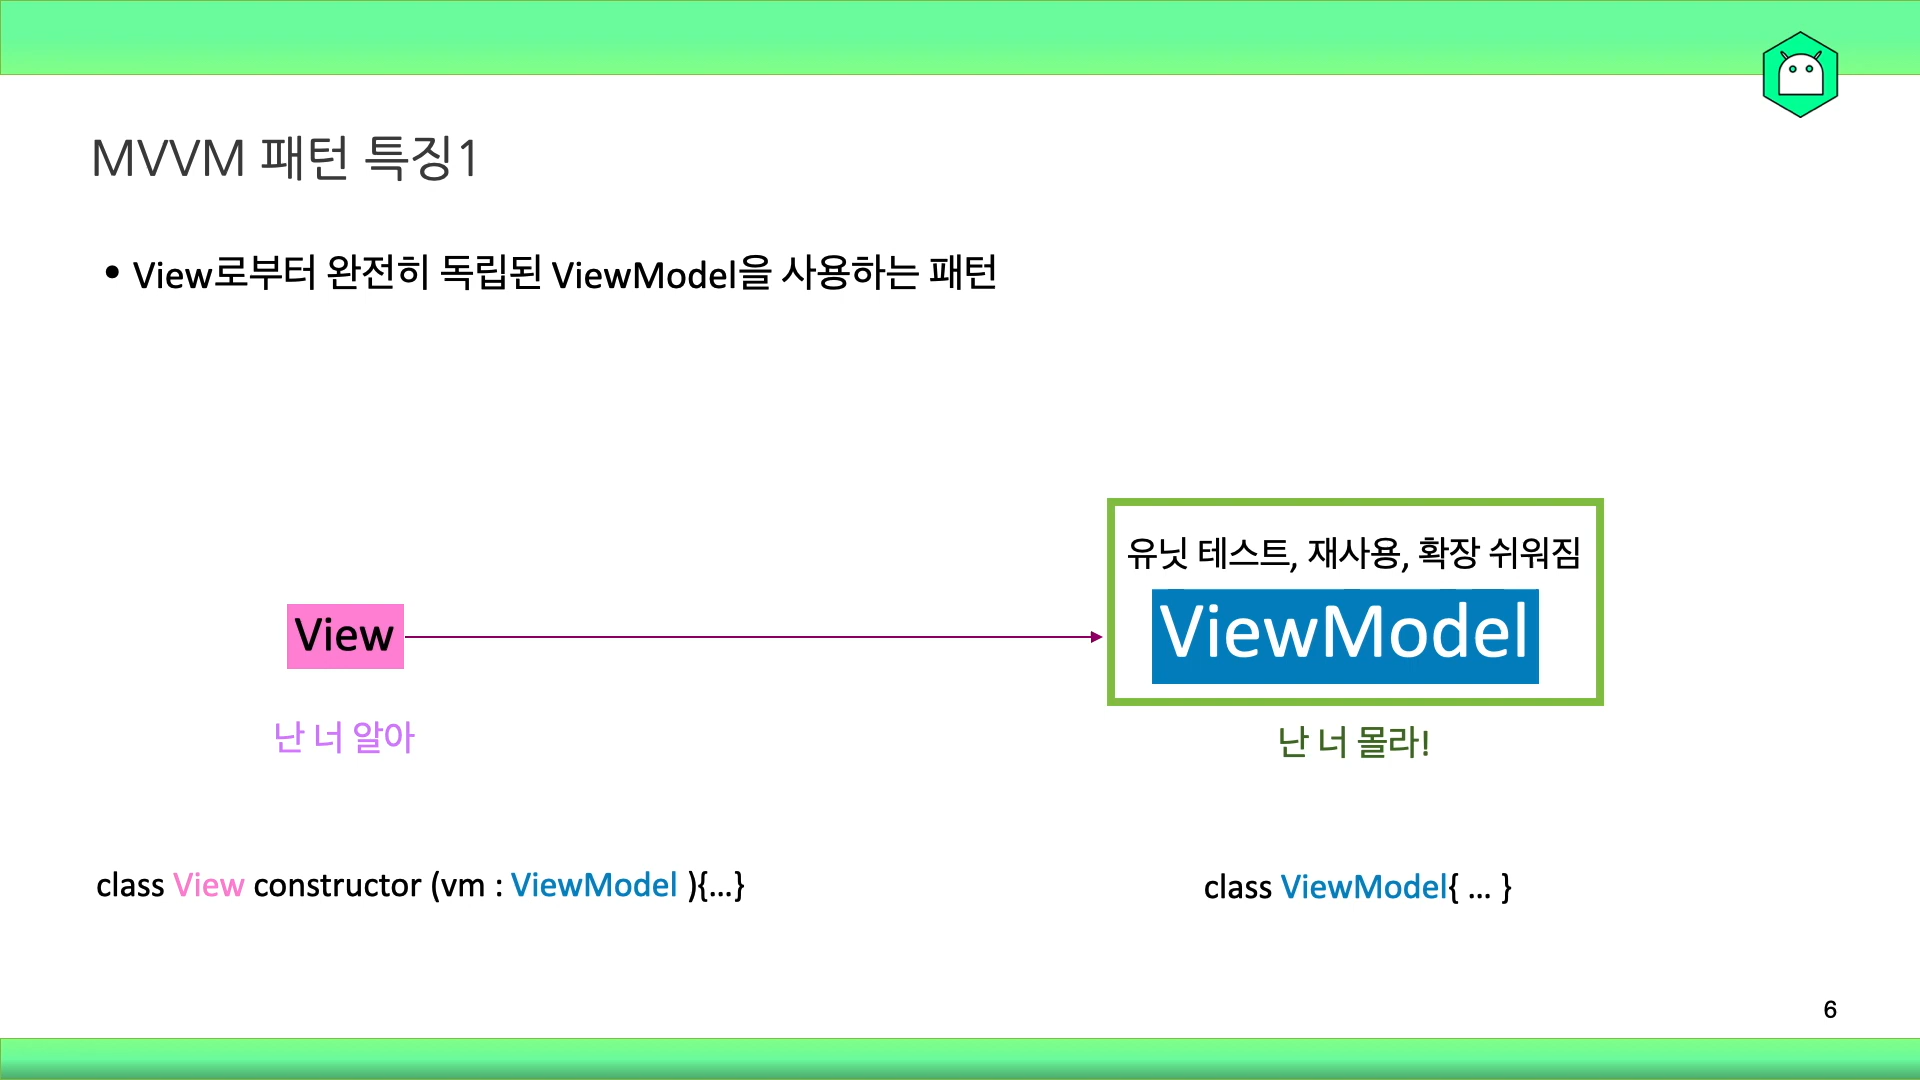 MVVM 패턴 특징1
• View로부터 완전히 독립된 ViewModel을 사용하는 패턴
유닛 테스트, 재사용, 확장 쉬워짐
View
ViewModel
난 너 알아
난 너 몰라!
class View constructor (vm : ViewModel ){...}
class ViewModel{ ... }
6